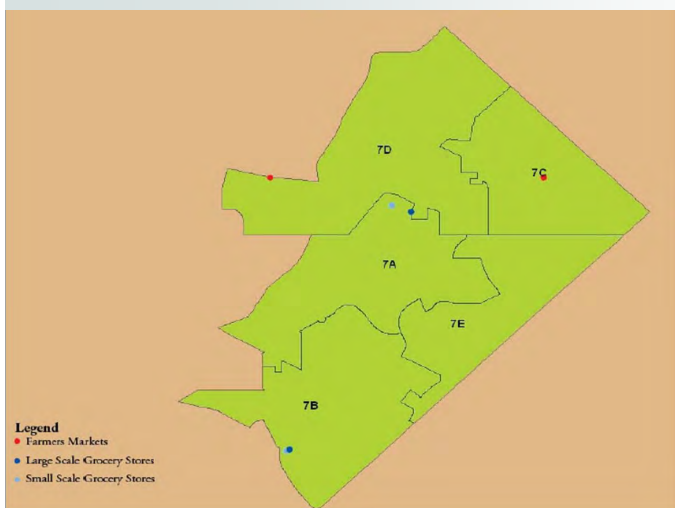 7D
7C
7A
7E
7B
Legend
Farmers Markets
Large Scale Grocery Stores
Small Scale Grocery Stores